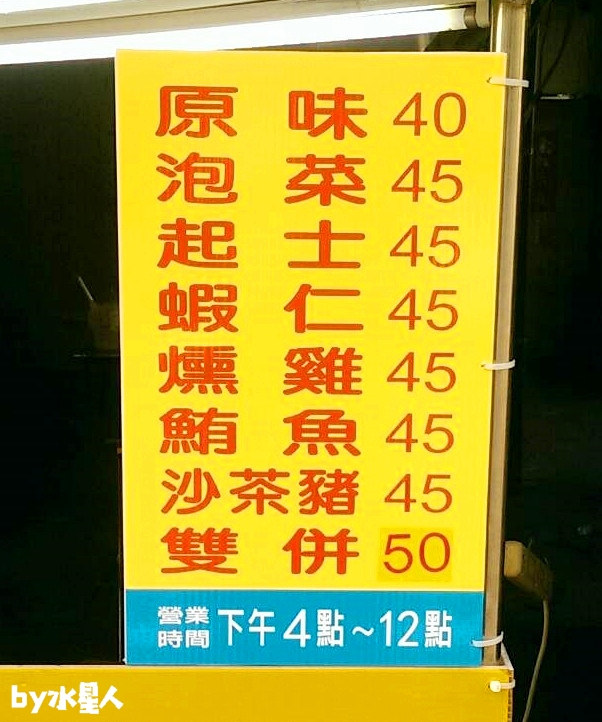 原味 40
泡菜 45
起士 45
蝦仁 45
燻雞 45
鮪魚 45
沙茶豬 45
雙併 50
營業時間 下午4點~12點
by水星人